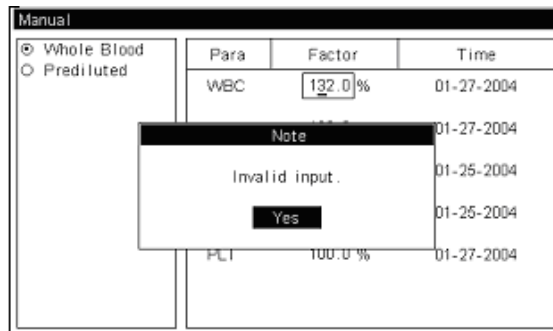 Manual
Whole Blood
Prediluted
Para Factor Time
WBC 132.0 % 01-27-2004
01-27-2004
01-25-2004
01-25-2004
PLT 100.0 % 01-27-2004
Note
Invalid input.
Yes